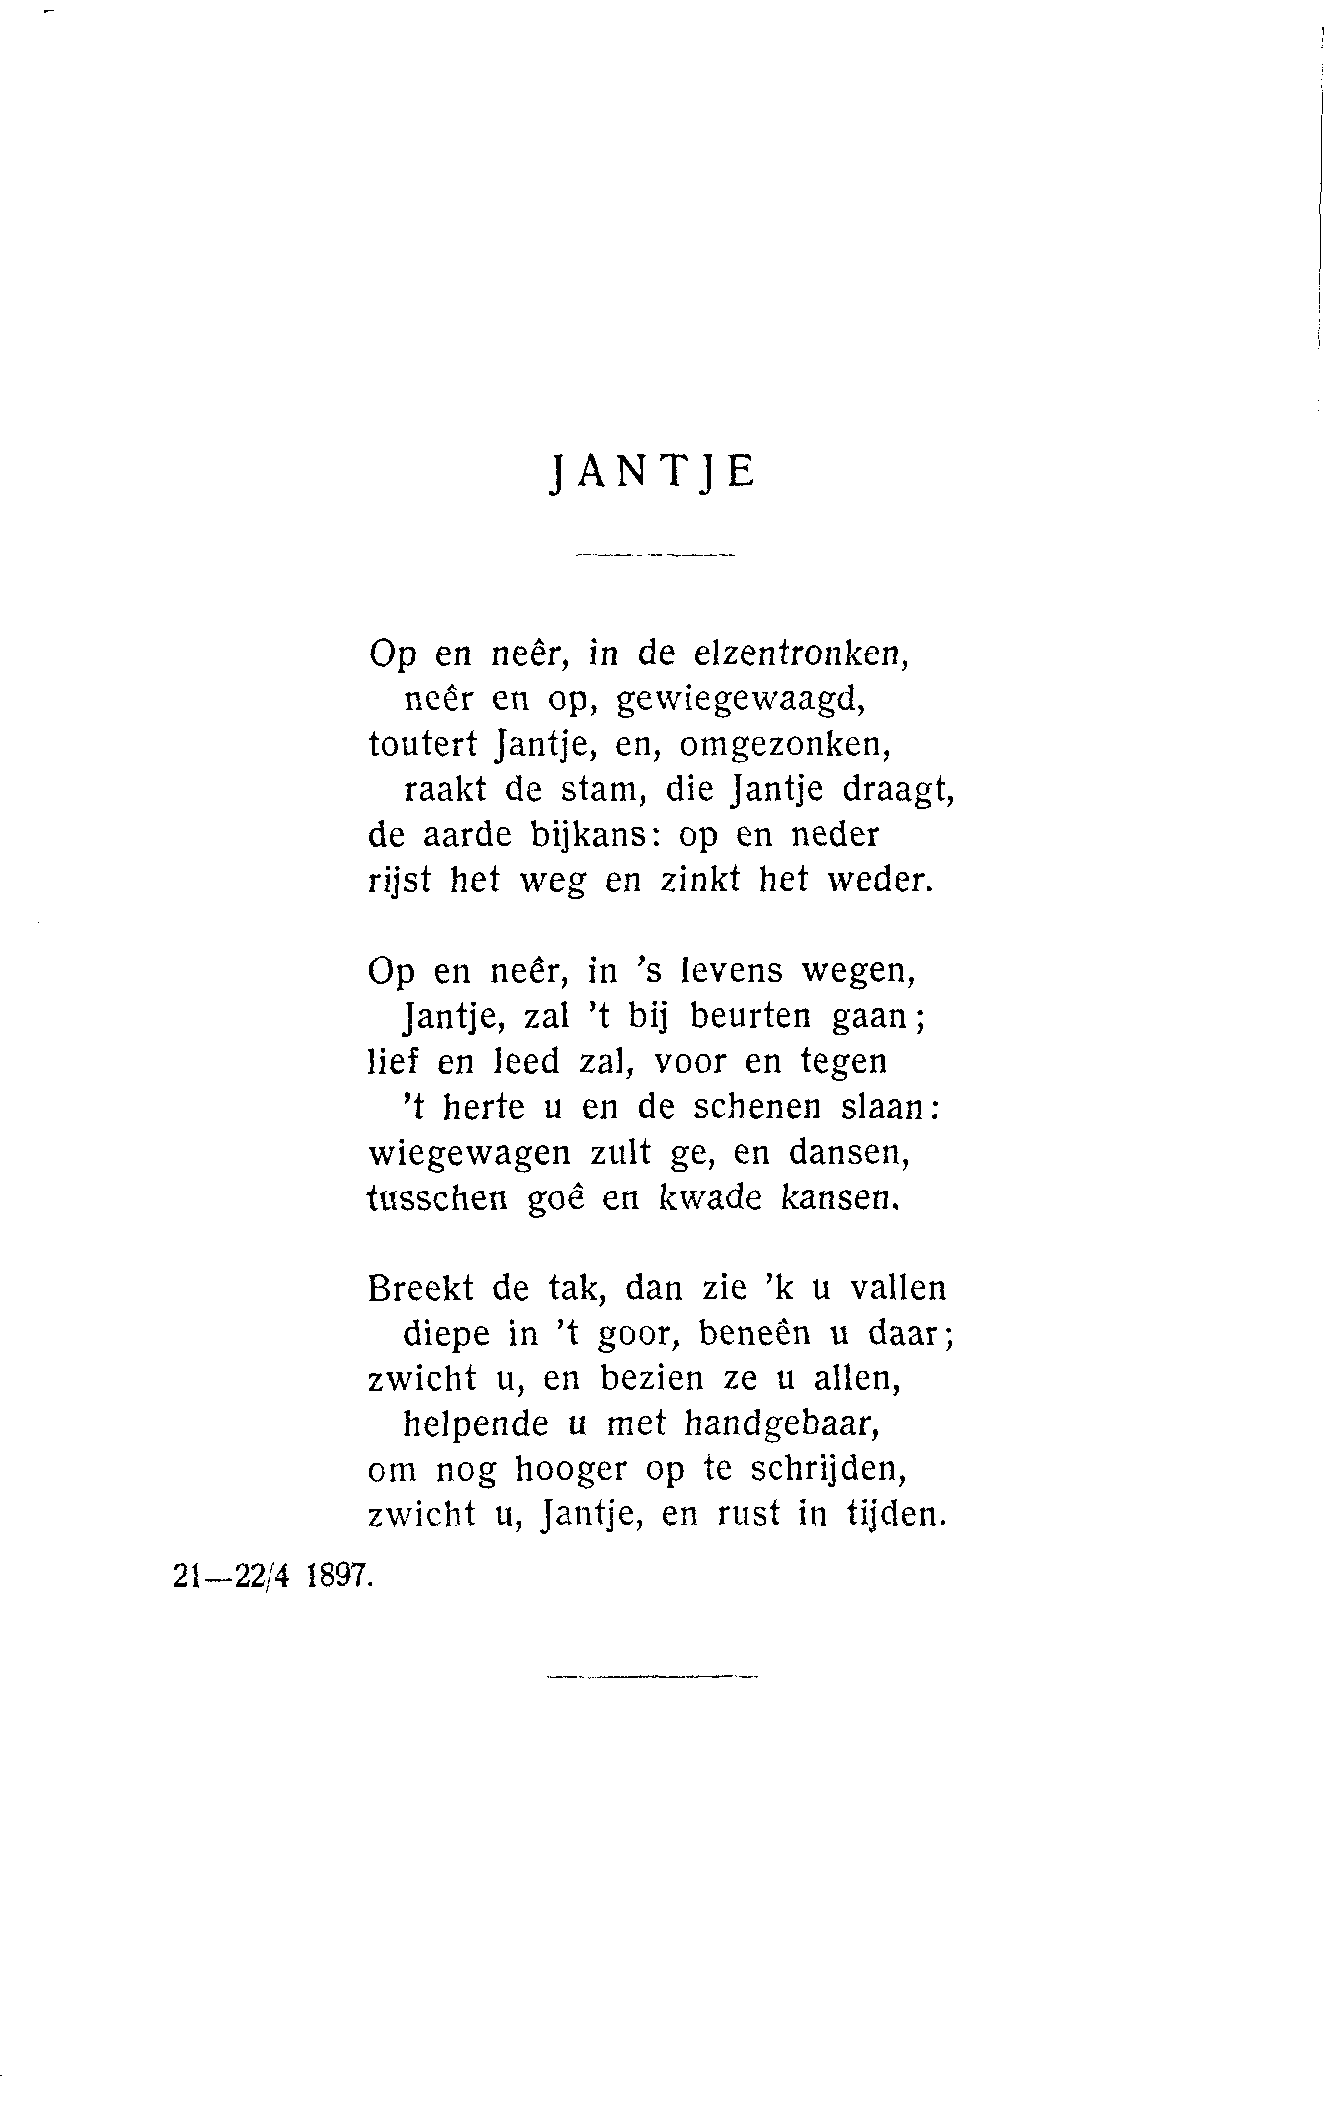 JANTJE
Op en neêr, in de elzentronken,
neêr en op, gewiegewaagd,
toutert Jantje, en, omgezonken,
raakt de stam, die Jantje draagt,
de aarde bijkans: op en neder
rijst het weg en zinkt het weder.
Op en neêr, in 's levens wegen,
Jantje, zal 't bij beurten gaan;
lief en leed zal, voor en tegen
't herte u en de schenen slaan:
wiegewagen zult ge, en dansen,
tusschen goê en kwade kansen.
Breekt de tak, dan zie 'k u vallen
diepe in 't goor, beneên u daar;
zwicht u, en bezien ze u allen,
helpende u met handgebaar,
om nog hooger op te schrijden,
zwicht u, Jantje, en rust in tijden.
21—22/4 1897.